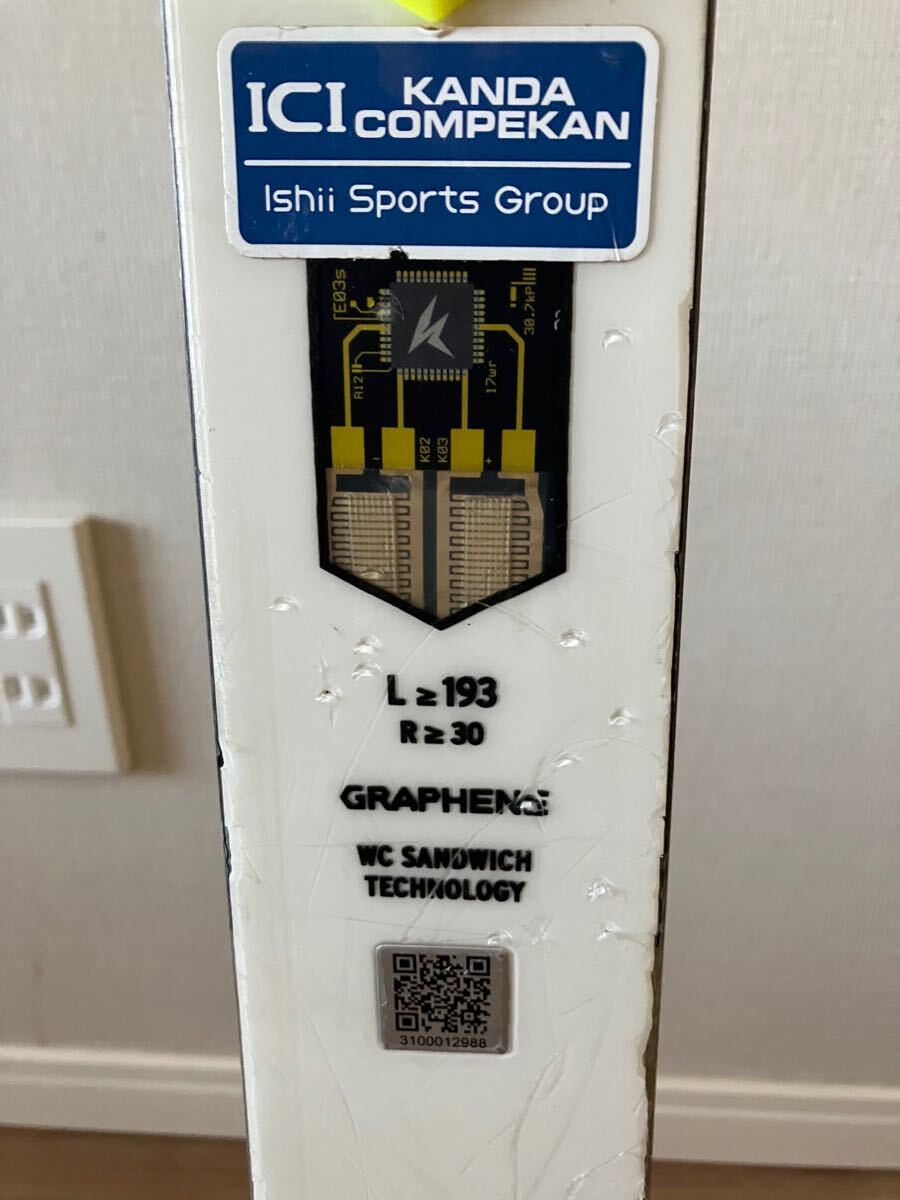 ICI KANDA
COMPEKAN
Ishii Sports Group
E03s
30.7kP
A12
17wr
- K02 K03 +
L ≥ 193
R ≥ 30
GRAPHENE
WC SANDWICH
TECHNOLOGY
3100012988